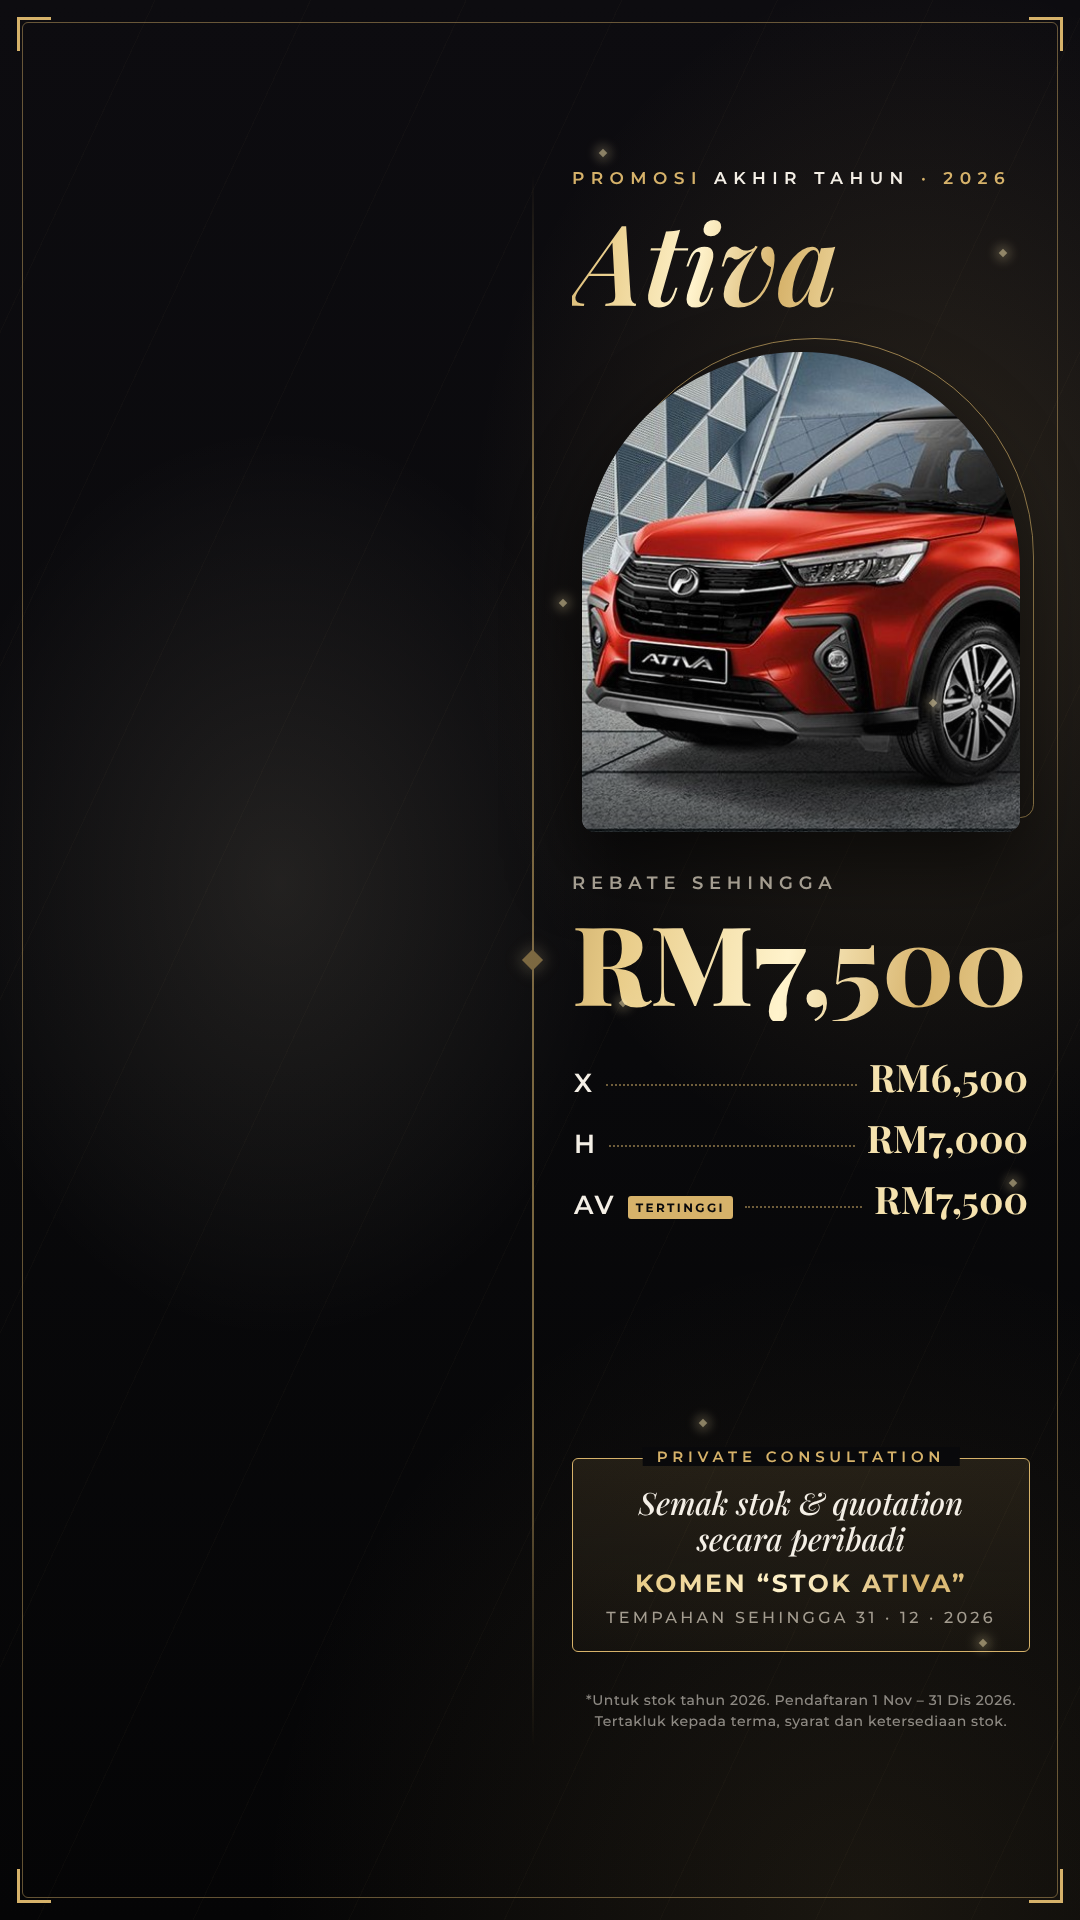 PROMOSI AKHIR TAHUN · 2026
Ativa
ATIVA
REBATE SEHINGGA
RM7,500
X RM6,500
H RM7,000
AV TERTINGGI RM7,500
PRIVATE CONSULTATION
Semak stok & quotation
secara peribadi
KOMEN “STOK ATIVA”
TEMPAHAN SEHINGGA 31 · 12 · 2026
*Untuk stok tahun 2026. Pendaftaran 1 Nov – 31 Dis 2026.
Tertakluk kepada terma, syarat dan ketersediaan stok.